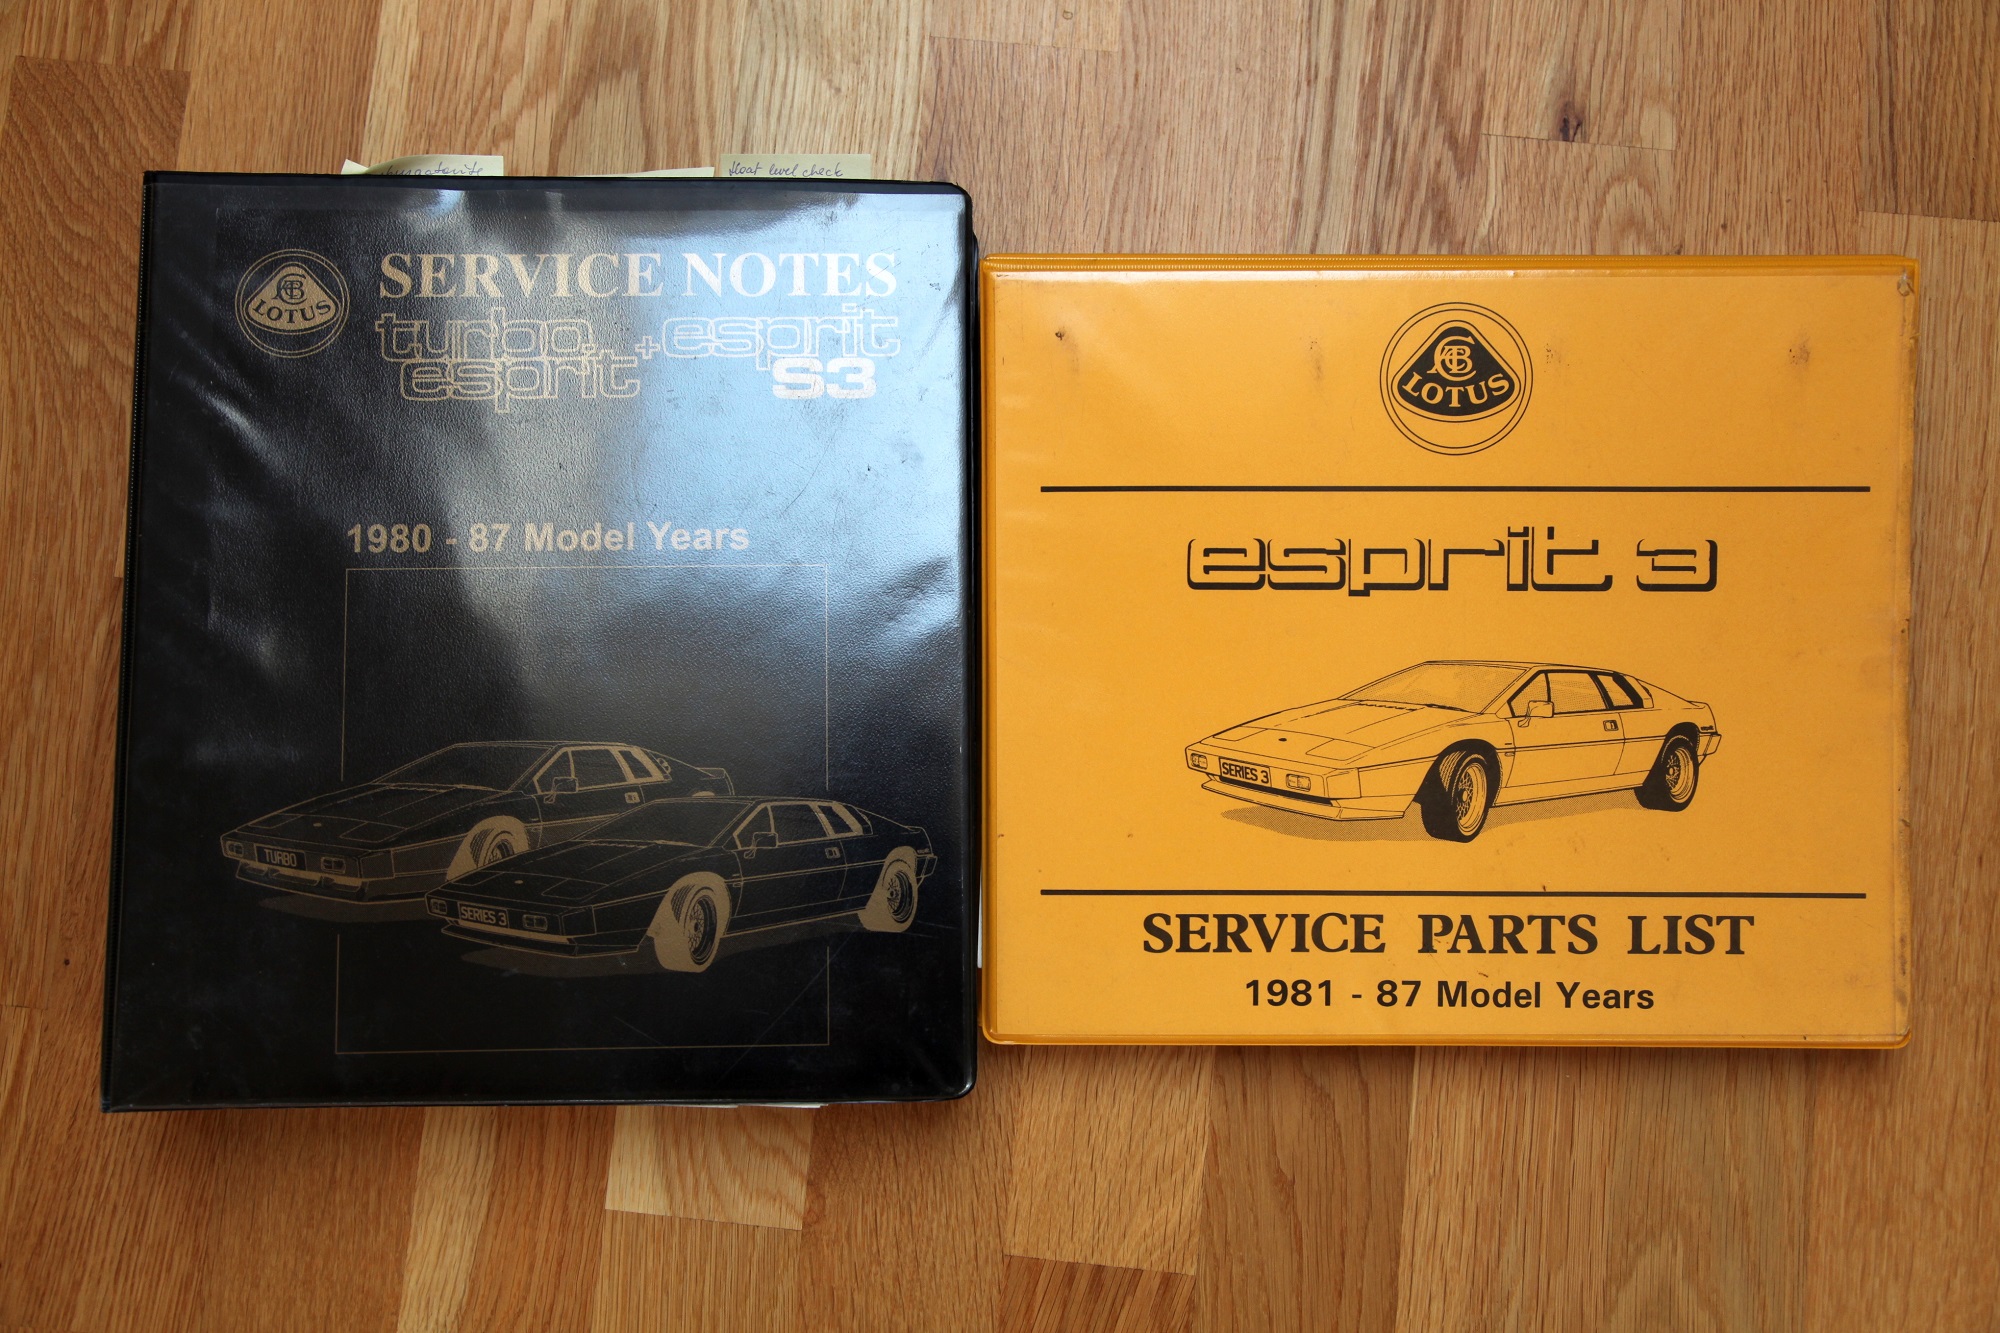 float level check
LOTUS
SERVICE NOTES
turbo esprit + esprit S3
1980 - 87 Model Years
TURBO
SERIES 3
LOTUS
esprit 3
SERIES 3
SERVICE PARTS LIST
1981 - 87 Model Years